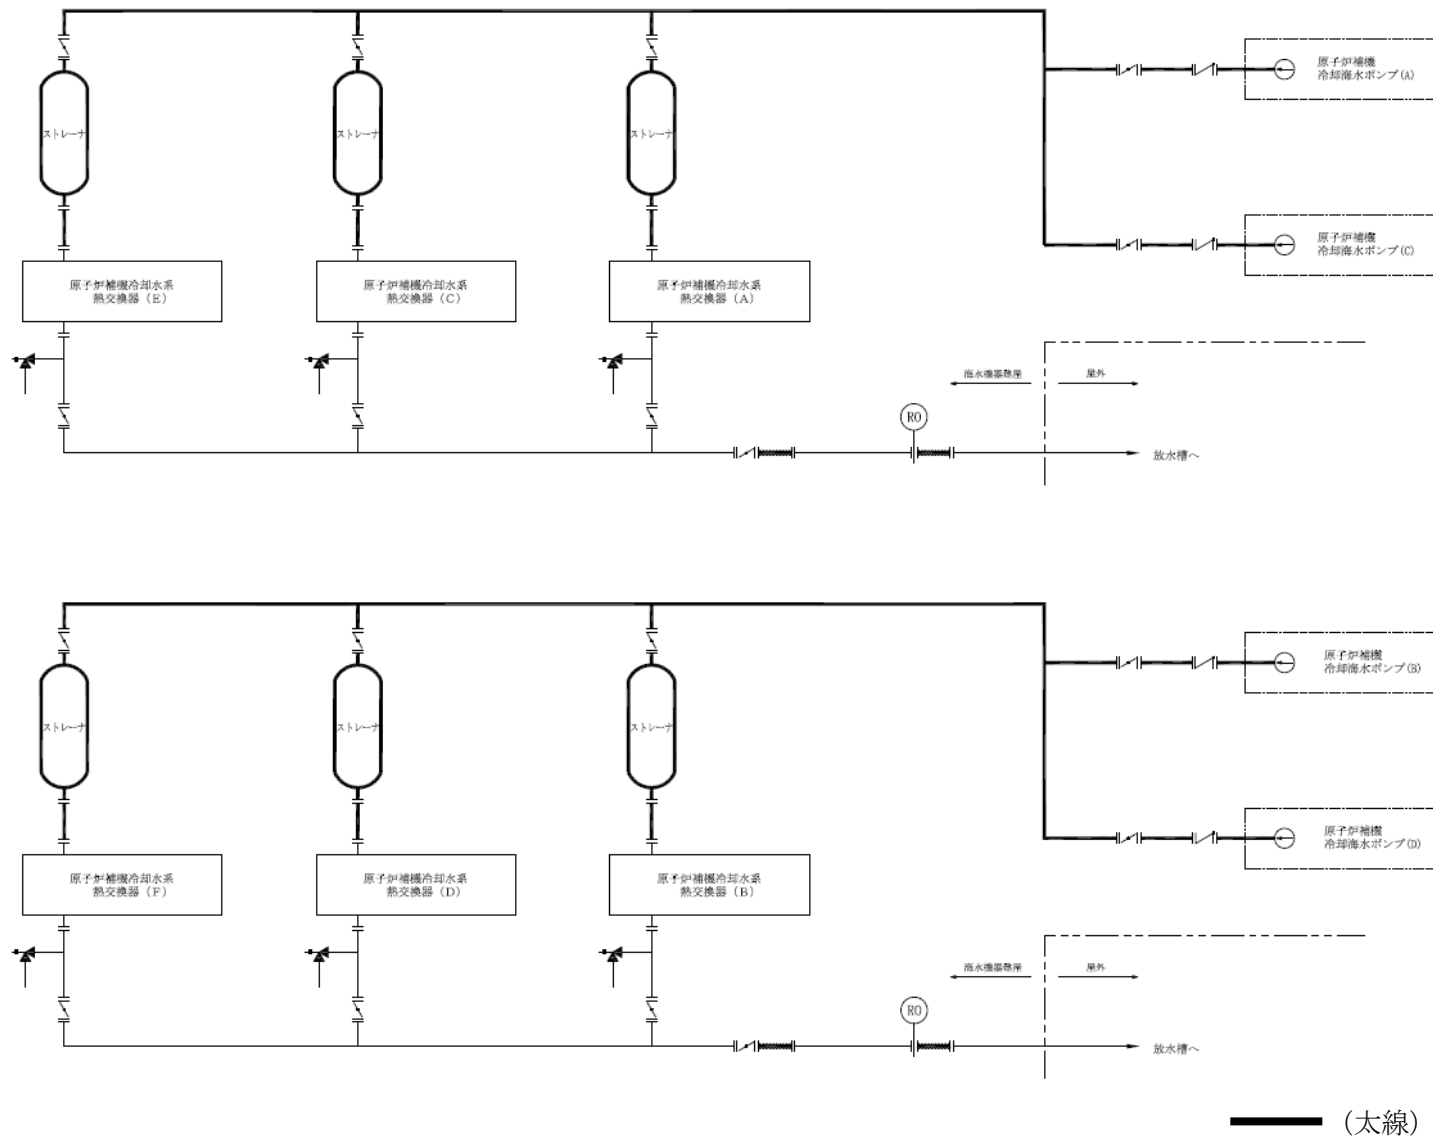 原子炉補機
冷却海水ポンプ(A)
ストレーナ
ストレーナ
ストレーナ
原子炉補機
冷却海水ポンプ(C)
原子炉補機冷却水系
熱交換器（E）
原子炉補機冷却水系
熱交換器（C）
原子炉補機冷却水系
熱交換器（A）
海水機器建屋
屋外
RO
放水槽へ
原子炉補機
冷却海水ポンプ(B)
ストレーナ
ストレーナ
ストレーナ
原子炉補機
冷却海水ポンプ(D)
原子炉補機冷却水系
熱交換器（F）
原子炉補機冷却水系
熱交換器（D）
原子炉補機冷却水系
熱交換器（B）
海水機器建屋
屋外
RO
放水槽へ
（太線）